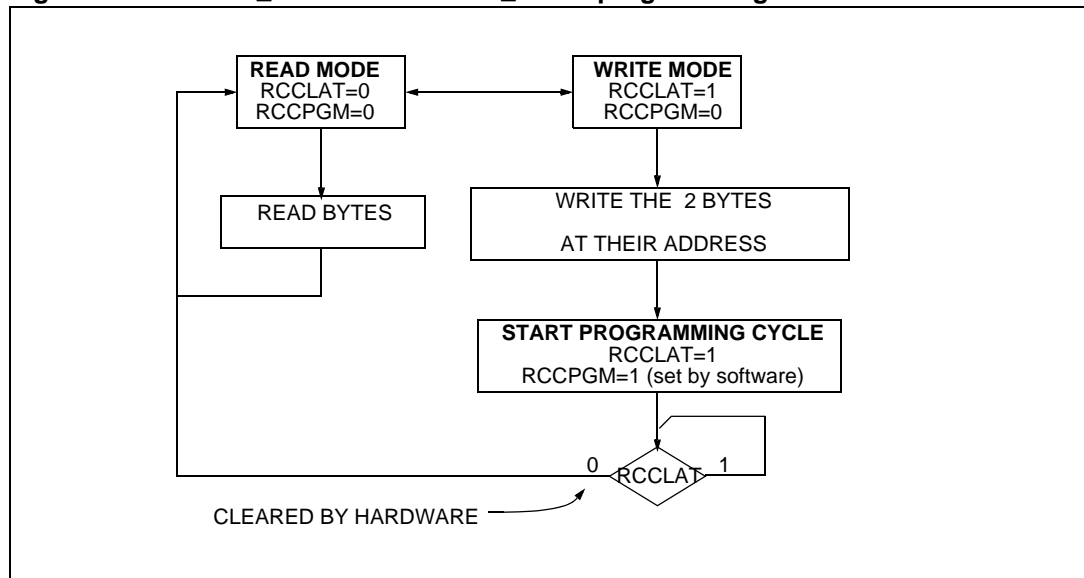 READ MODE
RCCLAT=0
RCCPGM=0
WRITE MODE
RCCLAT=1
RCCPGM=0
READ BYTES
WRITE THE 2 BYTES
AT THEIR ADDRESS
START PROGRAMMING CYCLE
RCCLAT=1
RCCPGM=1 (set by software)
0
RCCLAT
1
CLEARED BY HARDWARE